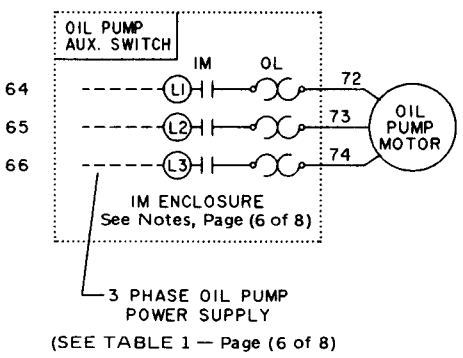 OIL PUMP
AUX. SWITCH
IM OL
64 L1 72
65 L2 73
66 L3 74
OIL
PUMP
MOTOR
IM ENCLOSURE
See Notes, Page (6 of 8)
3 PHASE OIL PUMP
POWER SUPPLY
(SEE TABLE 1 — Page (6 of 8)